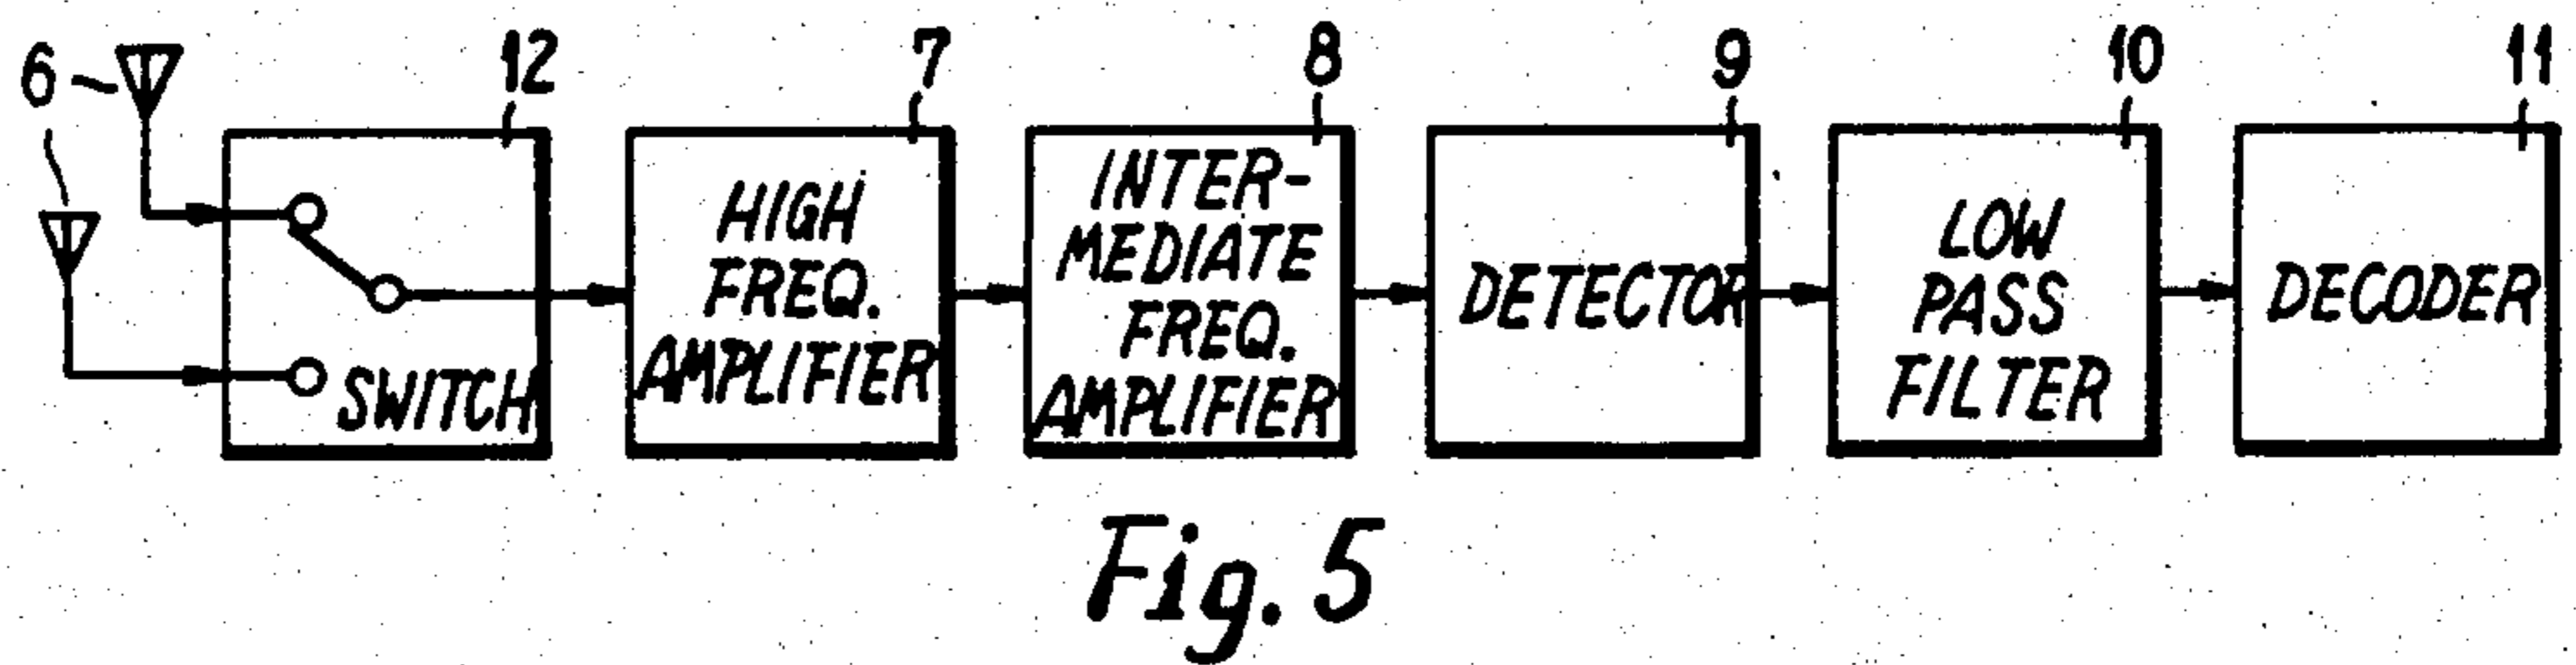 6
12
7
8
9
10
11
SWITCH
HIGH
FREQ.
AMPLIFIER
INTER-
MEDIATE
FREQ.
AMPLIFIER
DETECTOR
LOW
PASS
FILTER
DECODER
Fig. 5